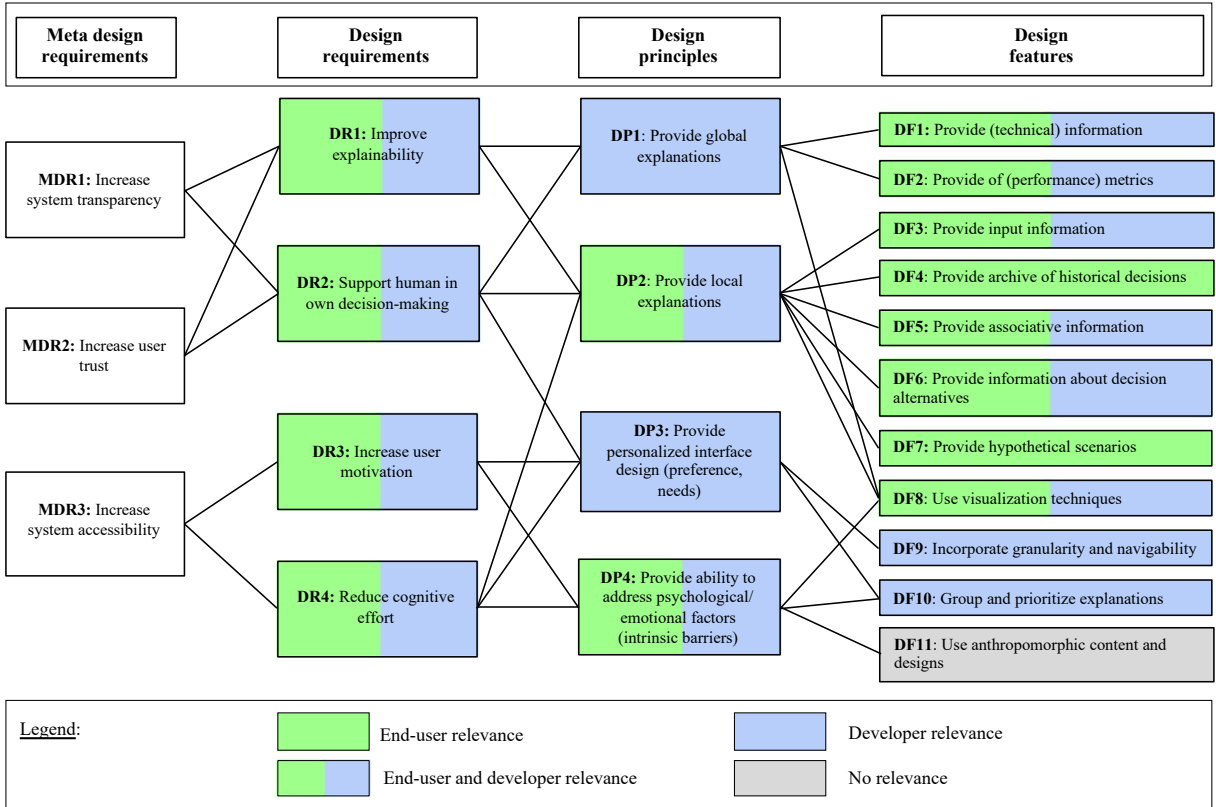 Meta design
requirements
Design
requirements
Design
principles
Design
features
MDR1: Increase
system transparency
MDR2: Increase user
trust
MDR3: Increase
system accessibility
DR1: Improve
explainability
DR2: Support human in
own decision-making
DR3: Increase user
motivation
DR4: Reduce cognitive
effort
DP1: Provide global
explanations
DP2: Provide local
explanations
DP3: Provide
personalized interface
design (preference,
needs)
DP4: Provide ability to
address psychological/
emotional factors
(intrinsic barriers)
DF1: Provide (technical) information
DF2: Provide of (performance) metrics
DF3: Provide input information
DF4: Provide archive of historical decisions
DF5: Provide associative information
DF6: Provide information about decision
alternatives
DF7: Provide hypothetical scenarios
DF8: Use visualization techniques
DF9: Incorporate granularity and navigability
DF10: Group and prioritize explanations
DF11: Use anthropomorphic content and
designs
Legend:
End-user relevance
End-user and developer relevance
Developer relevance
No relevance